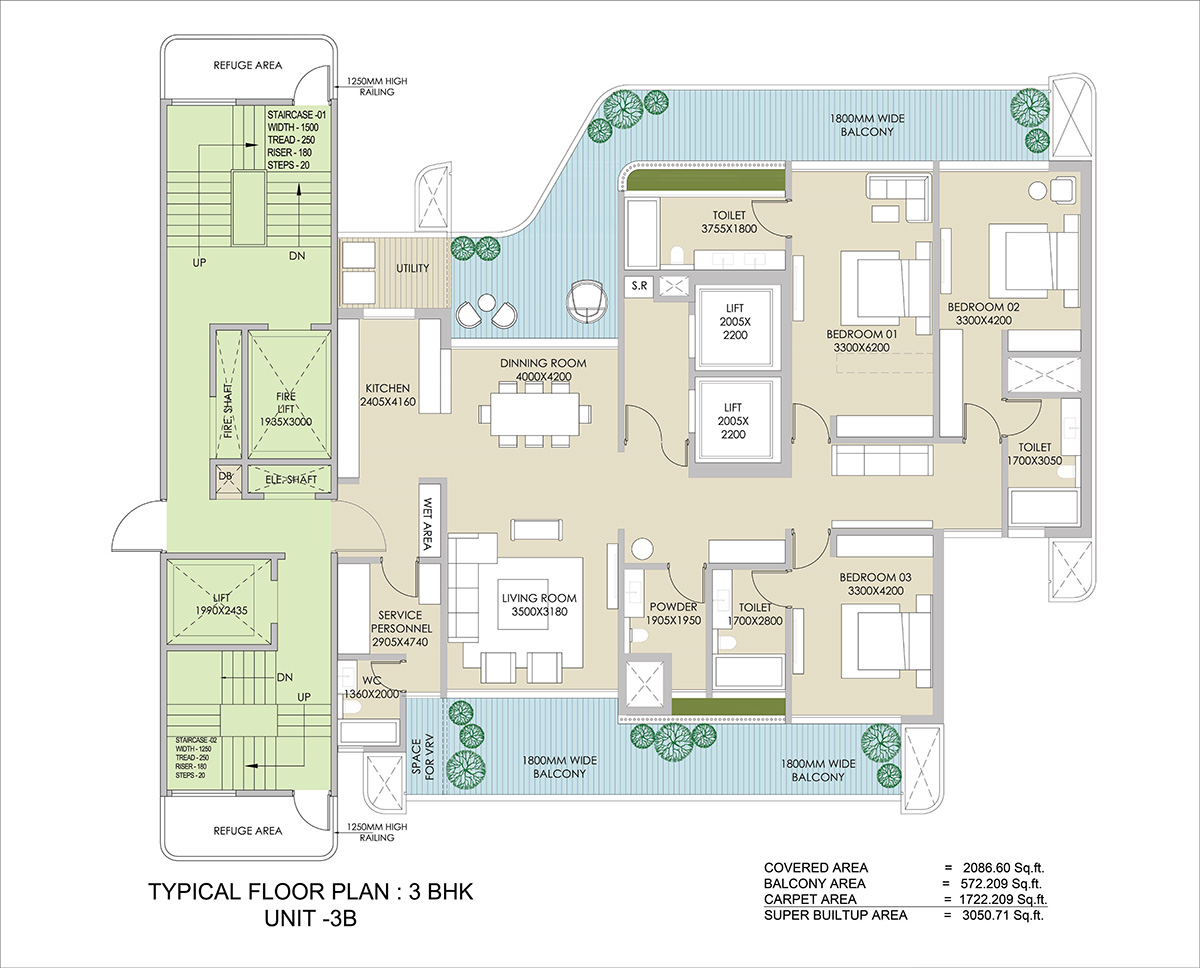 REFUGE AREA
1250MM HIGH
RAILING
STAIRCASE -01
WIDTH - 1500
TREAD - 250
RISER - 180
STEPS - 20
UP
DN
1800MM WIDE
BALCONY
TOILET
3755X1800
UTILITY
S.R
LIFT
2005X
2200
BEDROOM 01
3300X6200
BEDROOM 02
3300X4200
DINNING ROOM
4000X4200
KITCHEN
2405X4160
FIRE. SHAFT
FIRE
LIFT
1935X3000
LIFT
2005X
2200
TOILET
1700X3050
DB
ELE. SHAFT
WET AREA
LIFT
1990X2435
SERVICE
PERSONNEL
2905X4740
LIVING ROOM
3500X3180
POWDER
1905X1950
TOILET
1700X2800
BEDROOM 03
3300X4200
WC
1360X2000
DN
UP
STAIRCASE -02
WIDTH - 1250
TREAD - 250
RISER - 180
STEPS - 20
SPACE
FOR VRV
1800MM WIDE
BALCONY
1800MM WIDE
BALCONY
REFUGE AREA
1250MM HIGH
RAILING
TYPICAL FLOOR PLAN : 3 BHK
UNIT -3B
COVERED AREA = 2086.60 Sq.ft.
BALCONY AREA = 572.209 Sq.ft.
CARPET AREA = 1722.209 Sq.ft.
SUPER BUILTUP AREA = 3050.71 Sq.ft.